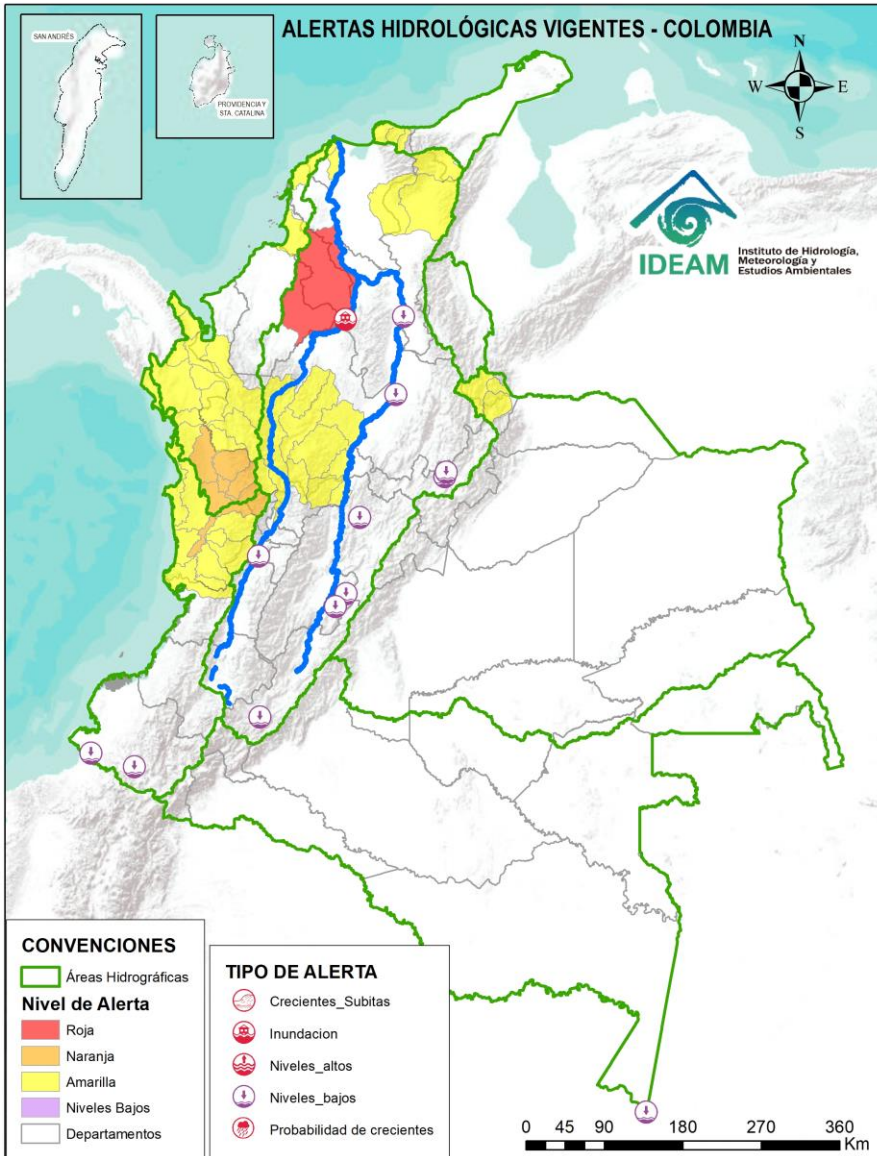 ALERTAS HIDROLÓGICAS VIGENTES - COLOMBIA
SAN ANDRÉS
PROVIDENCIA Y
STA. CATALINA
N
W
E
S
IDEAM
Instituto de Hidrología,
Meteorología y
Estudios Ambientales
CONVENCIONES
Áreas Hidrográficas
Nivel de Alerta
Roja
Naranja
Amarilla
Niveles Bajos
Departamentos
TIPO DE ALERTA
Crecientes_Subitas
Inundacion
Niveles_altos
Niveles_bajos
Probabilidad de crecientes
0 45 90 180 270 360
Km